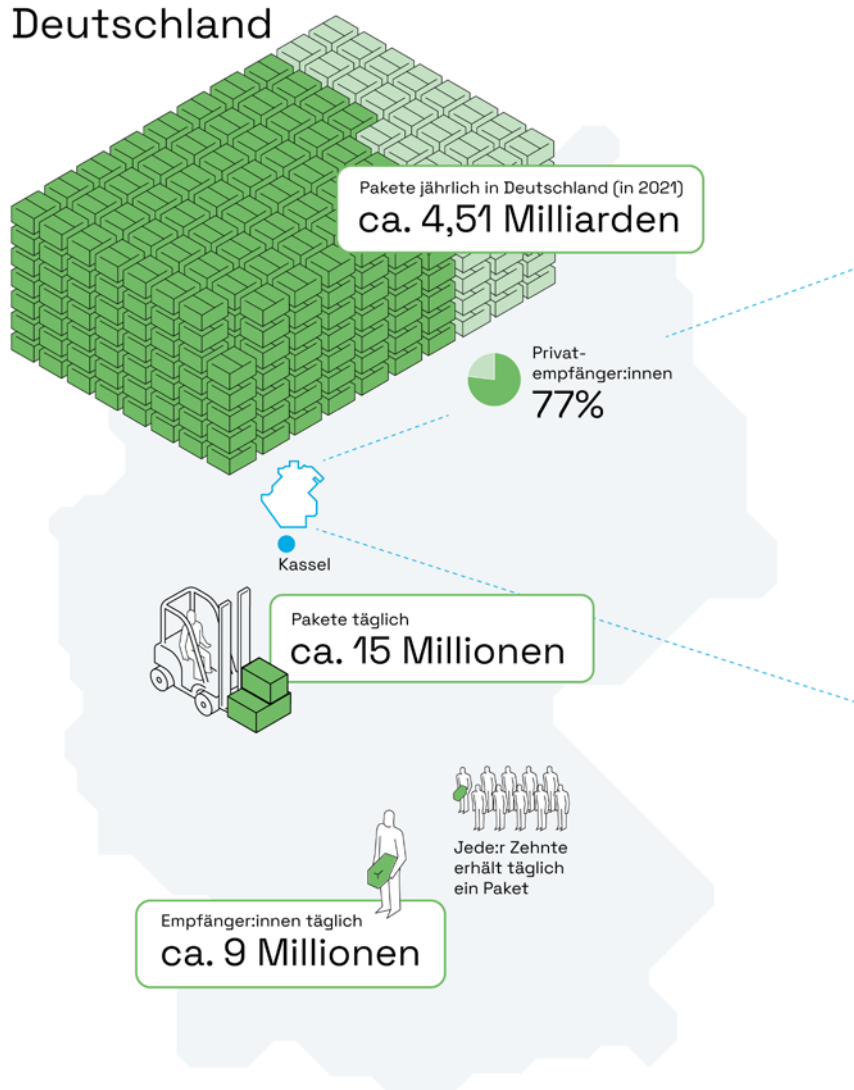 Deutschland
Pakete jährlich in Deutschland (in 2021)
ca. 4,51 Milliarden
Privat-
empfänger:innen
77%
Kassel
Pakete täglich
ca. 15 Millionen
Jede:r Zehnte
erhält täglich
ein Paket
Empfänger:innen täglich
ca. 9 Millionen